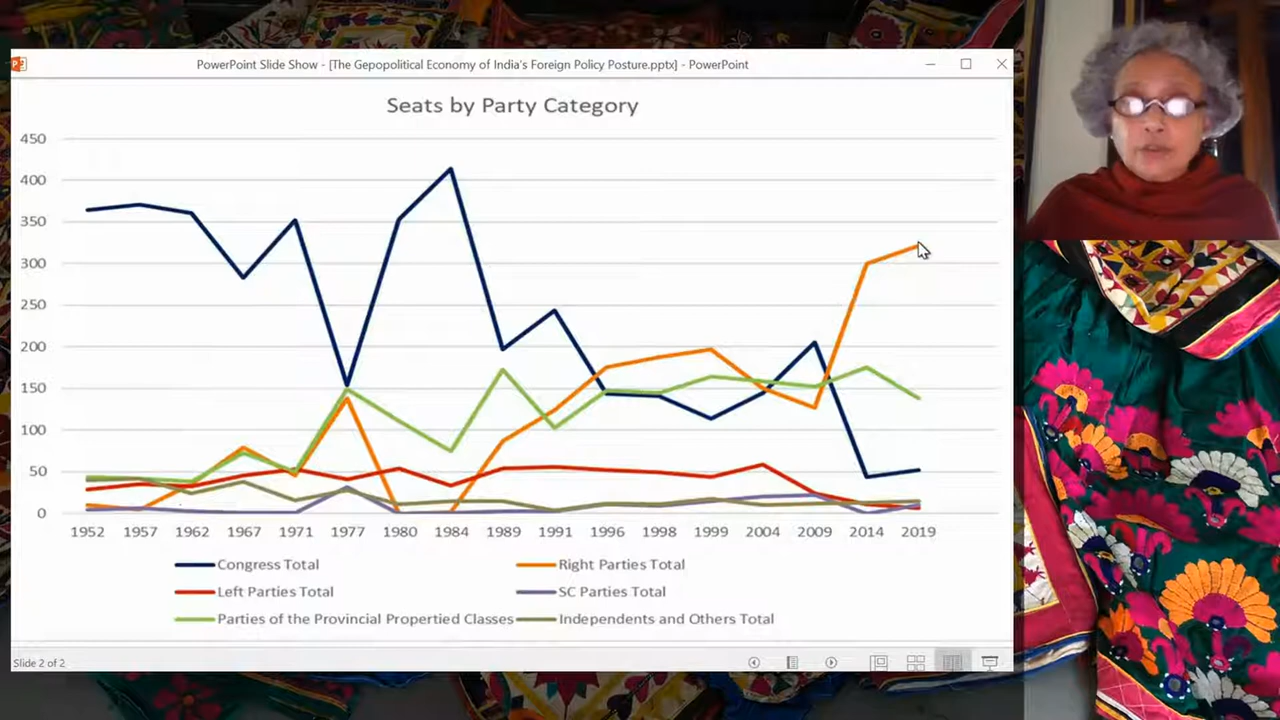 PowerPoint Slide Show - [The Gepopolitical Economy of India's Foreign Policy Posture.pptx] - PowerPoint
Seats by Party Category
450
400
350
300
250
200
150
100
50
0
1952 1957 1962 1967 1971 1977 1980 1984 1989 1991 1996 1998 1999 2004 2009 2014 2019
Congress Total Right Parties Total
Left Parties Total SC Parties Total
Parties of the Provincial Propertied Classes Independents and Others Total
Slide 2 of 2